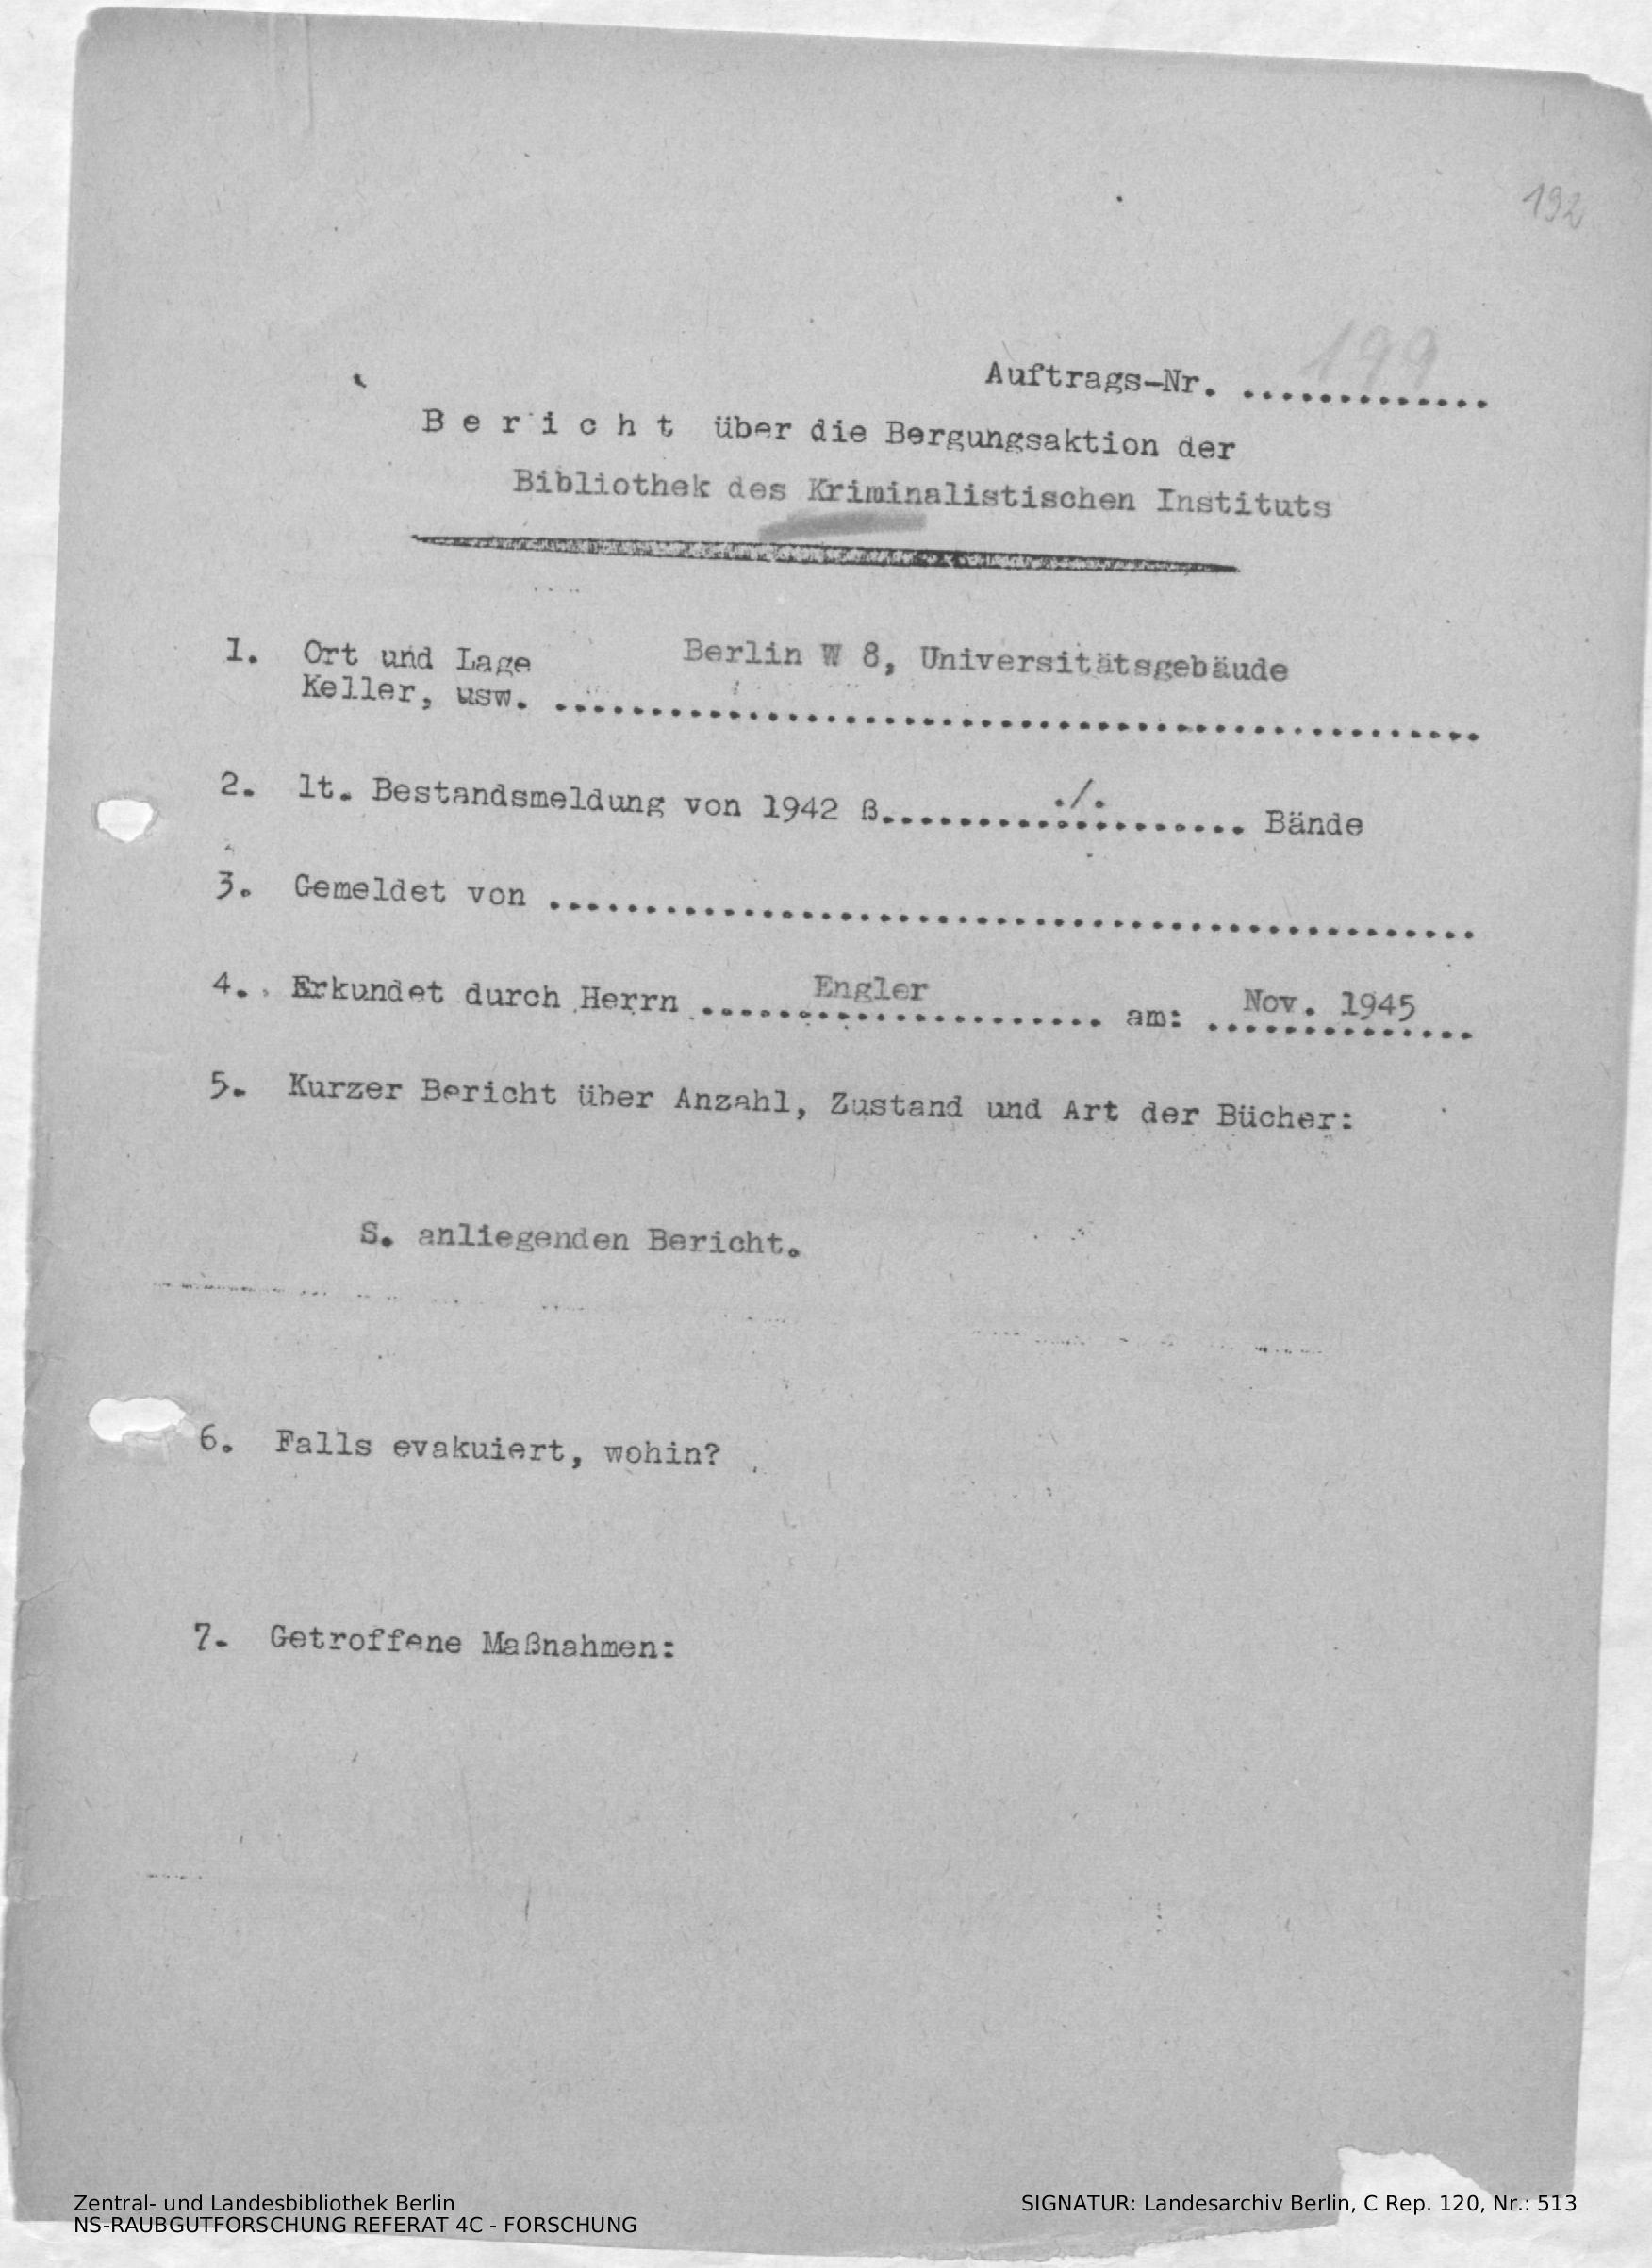 192
Auftrags-Nr. ............. 199
B e r i c h t über die Bergungsaktion der
Bibliothek des Kriminalistischen Instituts
1. Ort und Lage Berlin W 8, Universitätsgebäude
Keller, usw. ................................................
2. lt. Bestandsmeldung von 1942 ß......../.......... Bände
3. Gemeldet von ................................................
4. Erkundet durch Herrn ..... Engler ......... am: Nov. 1945
5. Kurzer Bericht über Anzahl, Zustand und Art der Bücher:
S. anliegenden Bericht.
6. Falls evakuiert, wohin?
7. Getroffene Maßnahmen:
Zentral- und Landesbibliothek Berlin
NS-RAUBGUTFORSCHUNG REFERAT 4C - FORSCHUNG
SIGNATUR: Landesarchiv Berlin, C Rep. 120, Nr.: 513